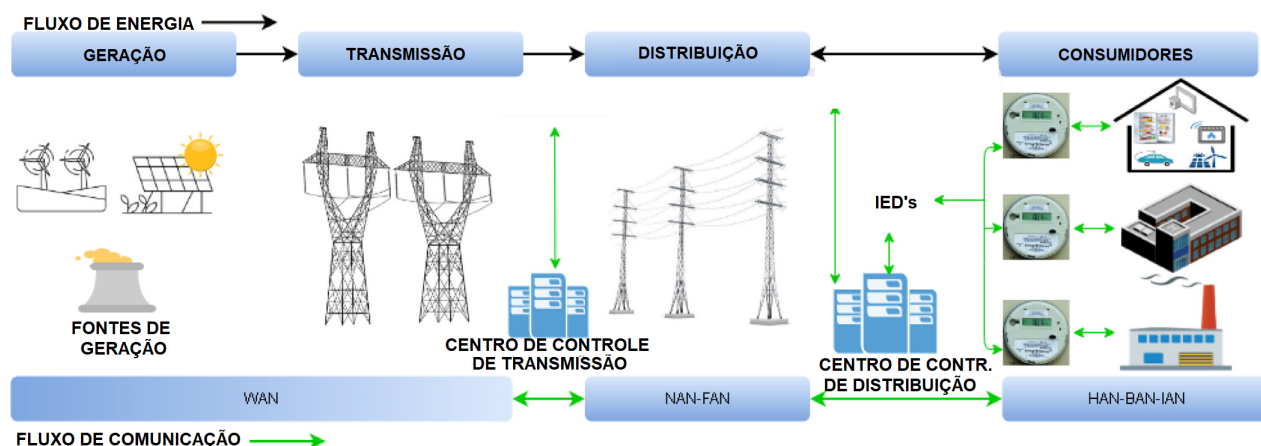 FLUXO DE ENERGIA
GERAÇÃO
TRANSMISSÃO
DISTRIBUIÇÃO
CONSUMIDORES
IED's
FONTES DE
GERAÇÃO
CENTRO DE CONTROLE
DE TRANSMISSÃO
CENTRO DE CONTR.
DE DISTRIBUIÇÃO
WAN
NAN-FAN
HAN-BAN-IAN
FLUXO DE COMUNICAÇÃO